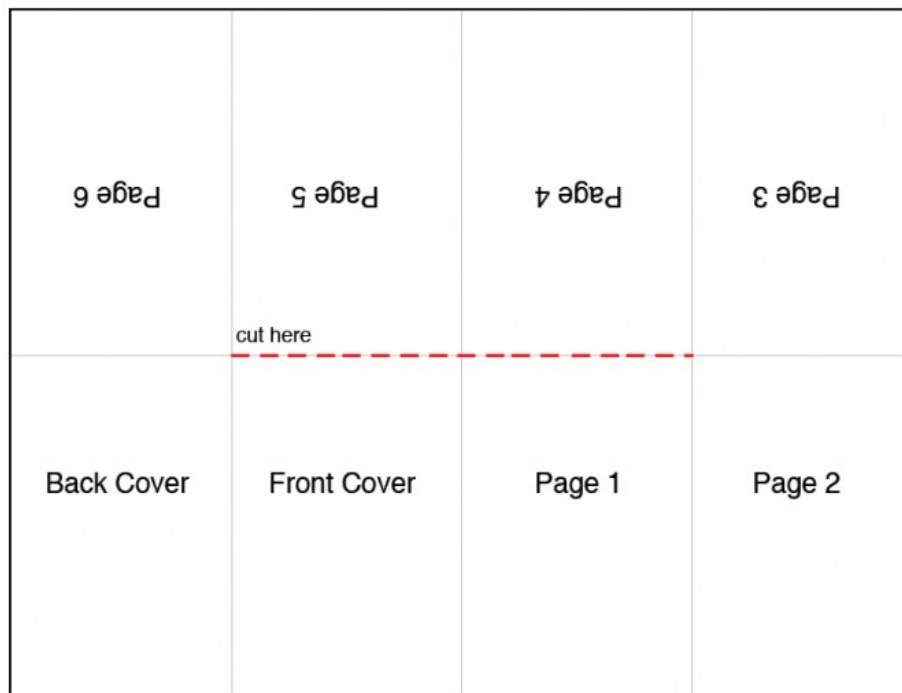 Page 6
Page 5
Page 4
Page 3
cut here
Back Cover
Front Cover
Page 1
Page 2